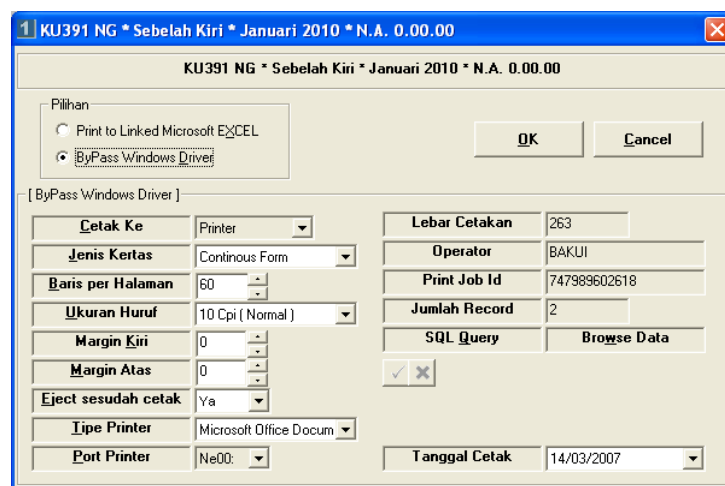 1 KU391 NG * Sebelah Kiri * Januari 2010 * N.A. 0.00.00
KU391 NG * Sebelah Kiri * Januari 2010 * N.A. 0.00.00
Pilihan
Print to Linked Microsoft EXCEL
ByPass Windows Driver
OK
Cancel
[ ByPass Windows Driver ]
Cetak Ke
Printer
Jenis Kertas
Continous Form
Baris per Halaman
60
Ukuran Huruf
10 Cpi ( Normal )
Margin Kiri
0
Margin Atas
0
Eject sesudah cetak
Ya
Tipe Printer
Microsoft Office Docum
Port Printer
Ne00:
Lebar Cetakan
263
Operator
BAKUI
Print Job Id
747989602618
Jumlah Record
2
SQL Query
Browse Data
Tanggal Cetak
14/03/2007